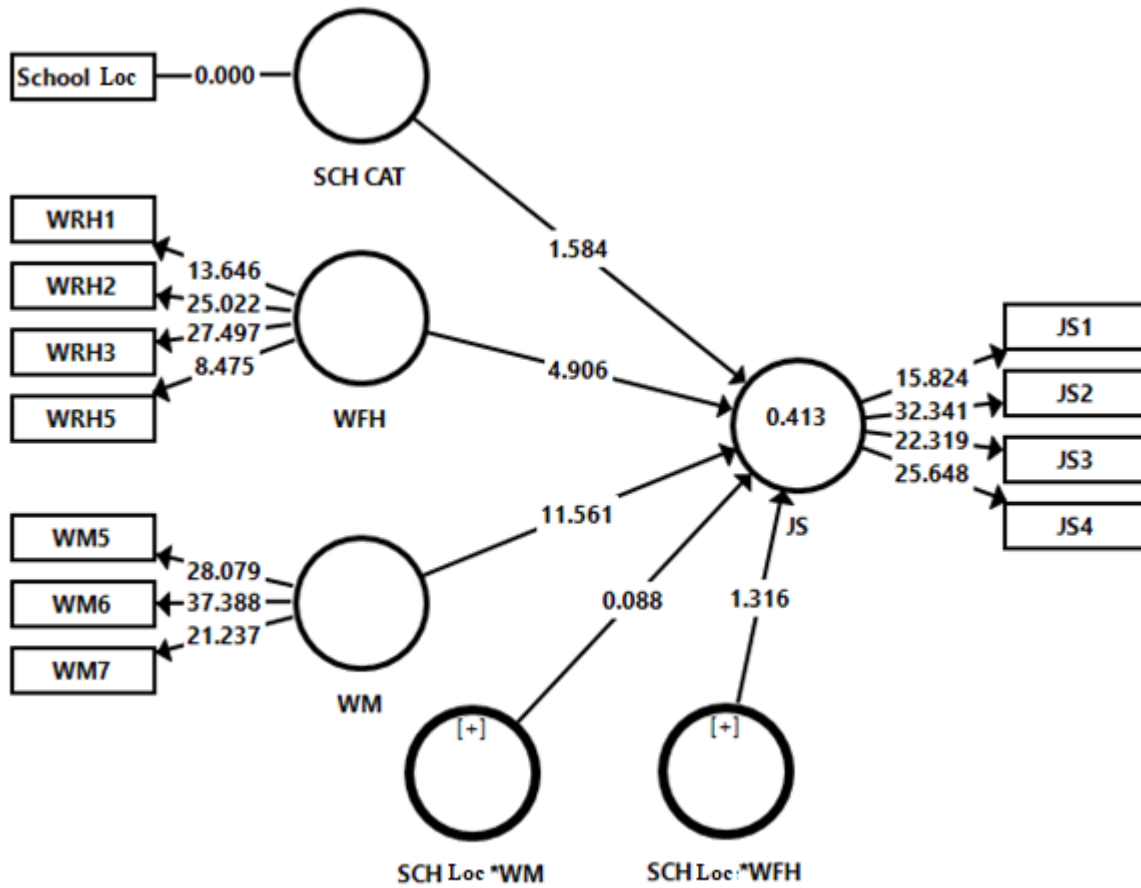 School Loc
0.000
SCH CAT
1.584
WRH1
WRH2
WRH3
WRH5
13.646
25.022
27.497
8.475
WFH
4.906
WM5
WM6
WM7
28.079
37.388
21.237
WM
11.561
0.413
JS
15.824
32.341
22.319
25.648
JS1
JS2
JS3
JS4
0.088
1.316
[+]
[+]
SCH Loc *WM
SCH Loc *WFH